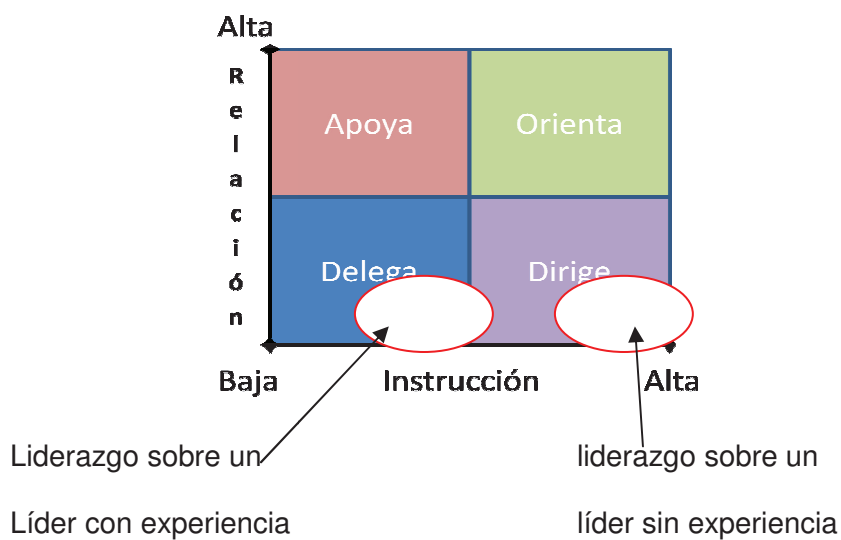 Alta
Relación
Apoya
Orienta
Delega
Dirige
Baja
Instrucción
Alta
Liderazgo sobre un
Líder con experiencia
liderazgo sobre un
líder sin experiencia